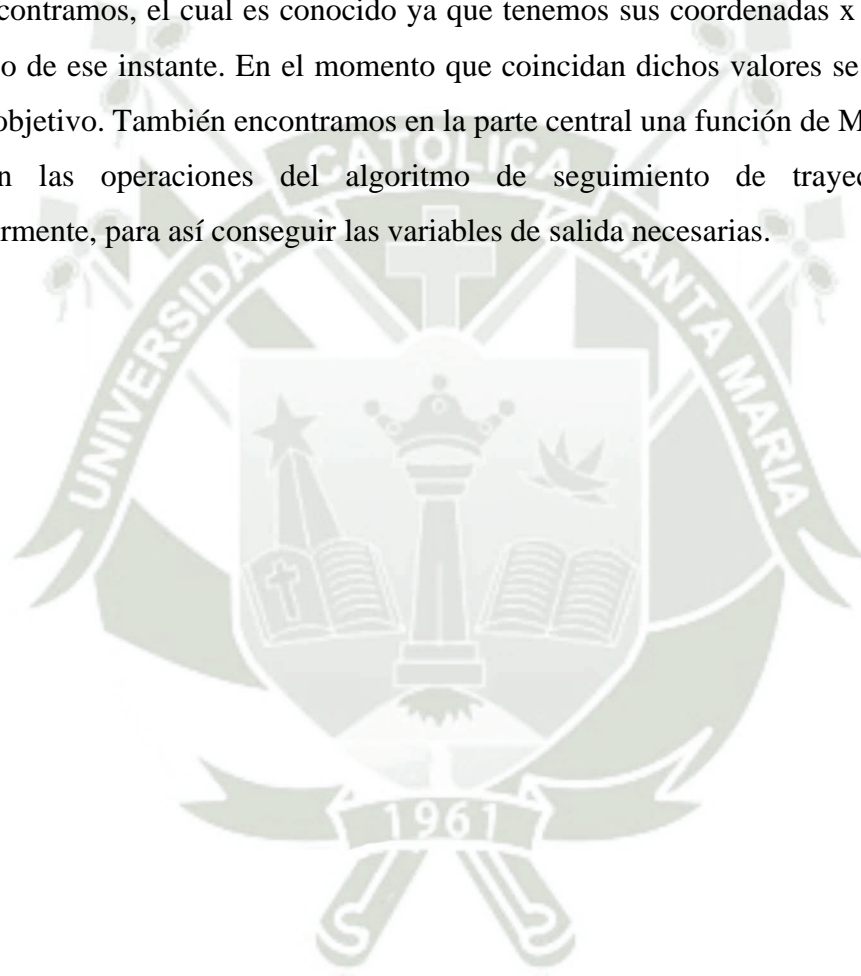 contramos, el cual es conocido ya que tenemos sus coordenadas x
o de ese instante. En el momento que coincidan dichos valores se
objetivo. También encontramos en la parte central una función de M
n las operaciones del algoritmo de seguimiento de trayec
rmente, para así conseguir las variables de salida necesarias.
UNIVERSIDAD CATOLICA SANTA MARIA
1961